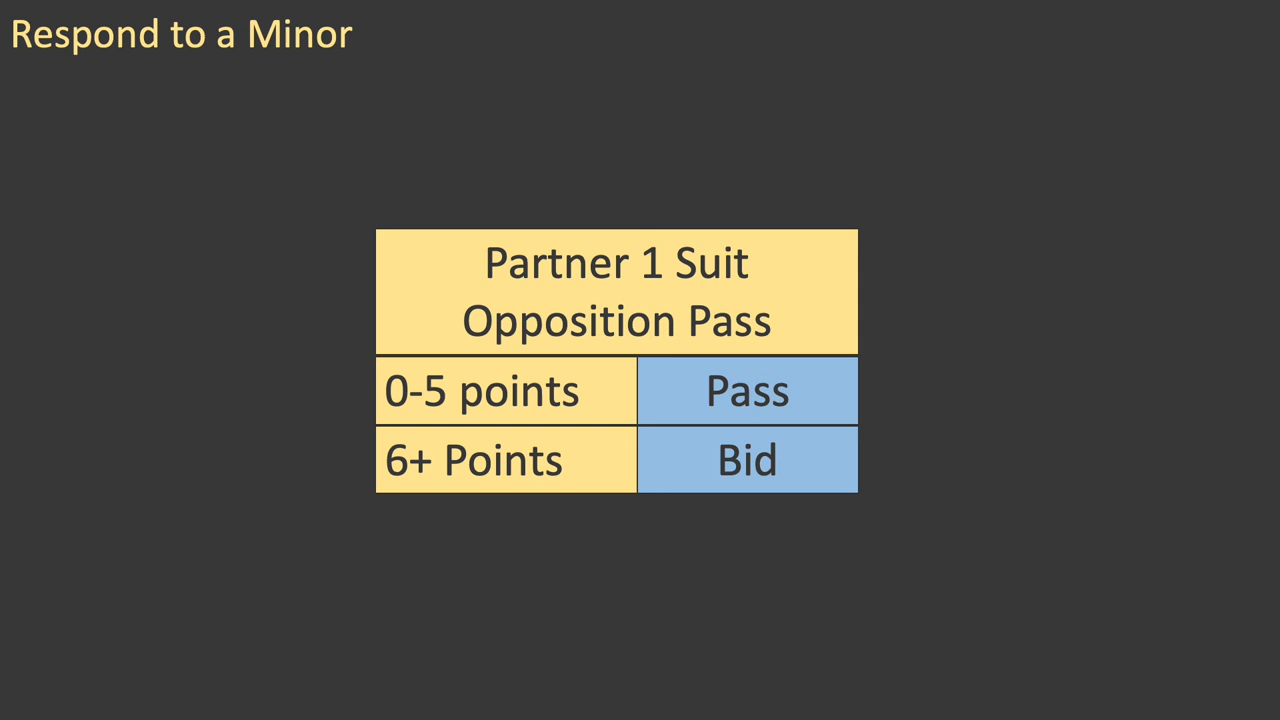 Respond to a Minor
Partner 1 Suit
Opposition Pass
0-5 points
Pass
6+ Points
Bid